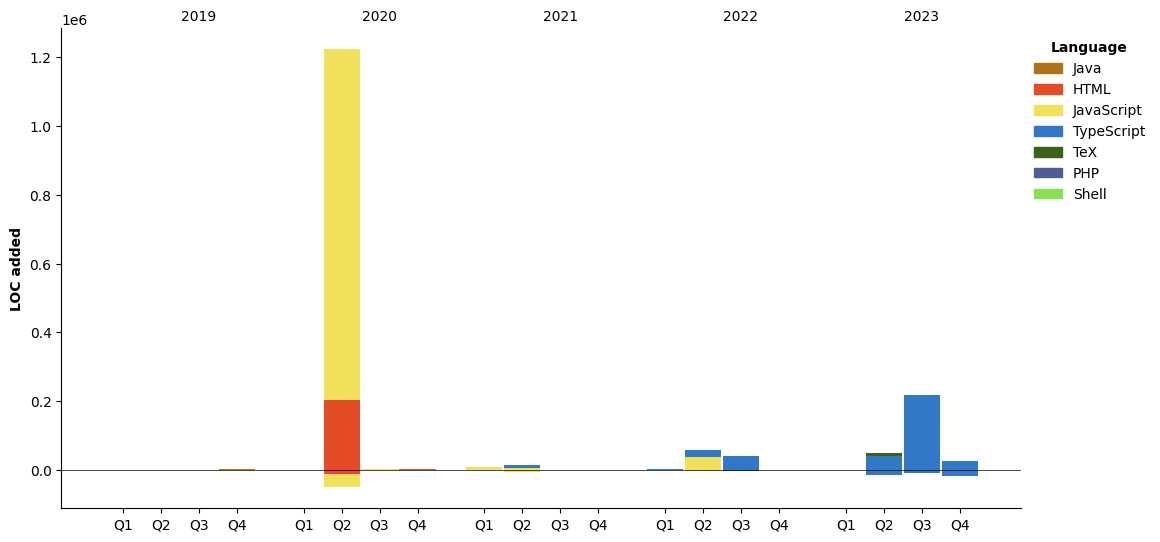 2019 2020 2021 2022 2023
1e6
Language
Java
HTML
JavaScript
TypeScript
TeX
PHP
Shell
LOC added
1.2
1.0
0.8
0.6
0.4
0.2
0.0
Q1 Q2 Q3 Q4 Q1 Q2 Q3 Q4 Q1 Q2 Q3 Q4 Q1 Q2 Q3 Q4 Q1 Q2 Q3 Q4